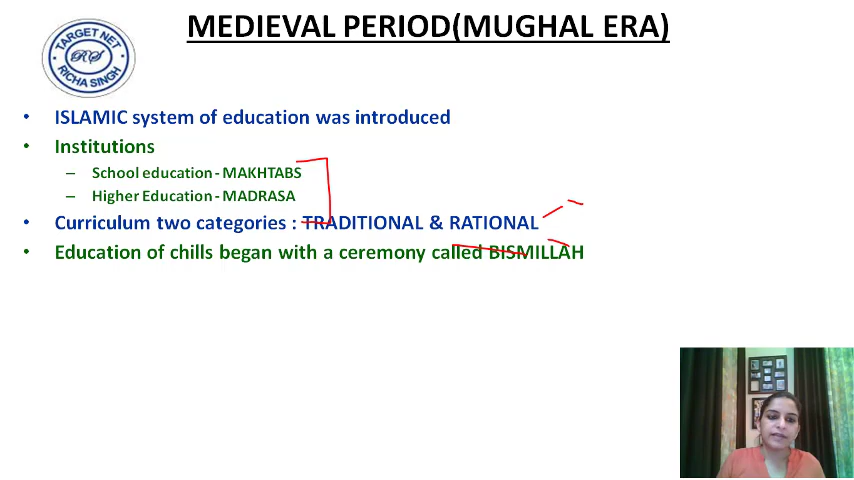 MEDIEVAL PERIOD(MUGHAL ERA)
TARGET NET
RS
RICHA SINGH
• ISLAMIC system of education was introduced
• Institutions
– School education - MAKHTABS
– Higher Education - MADRASA
• Curriculum two categories : TRADITIONAL & RATIONAL
• Education of chills began with a ceremony called BISMILLAH